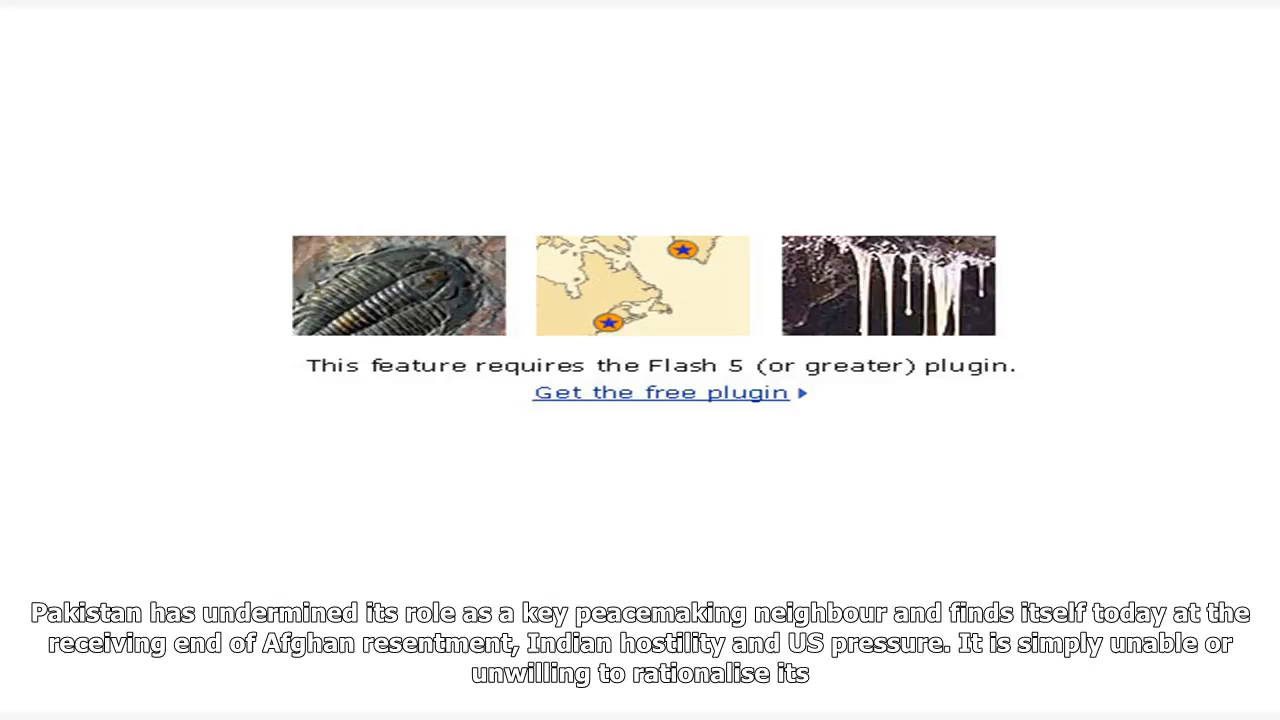 This feature requires the Flash 5 (or greater) plugin.
Get the free plugin
Pakistan has undermined its role as a key peacemaking neighbour and finds itself today at the
receiving end of Afghan resentment, Indian hostility and US pressure. It is simply unable or
unwilling to rationalise its